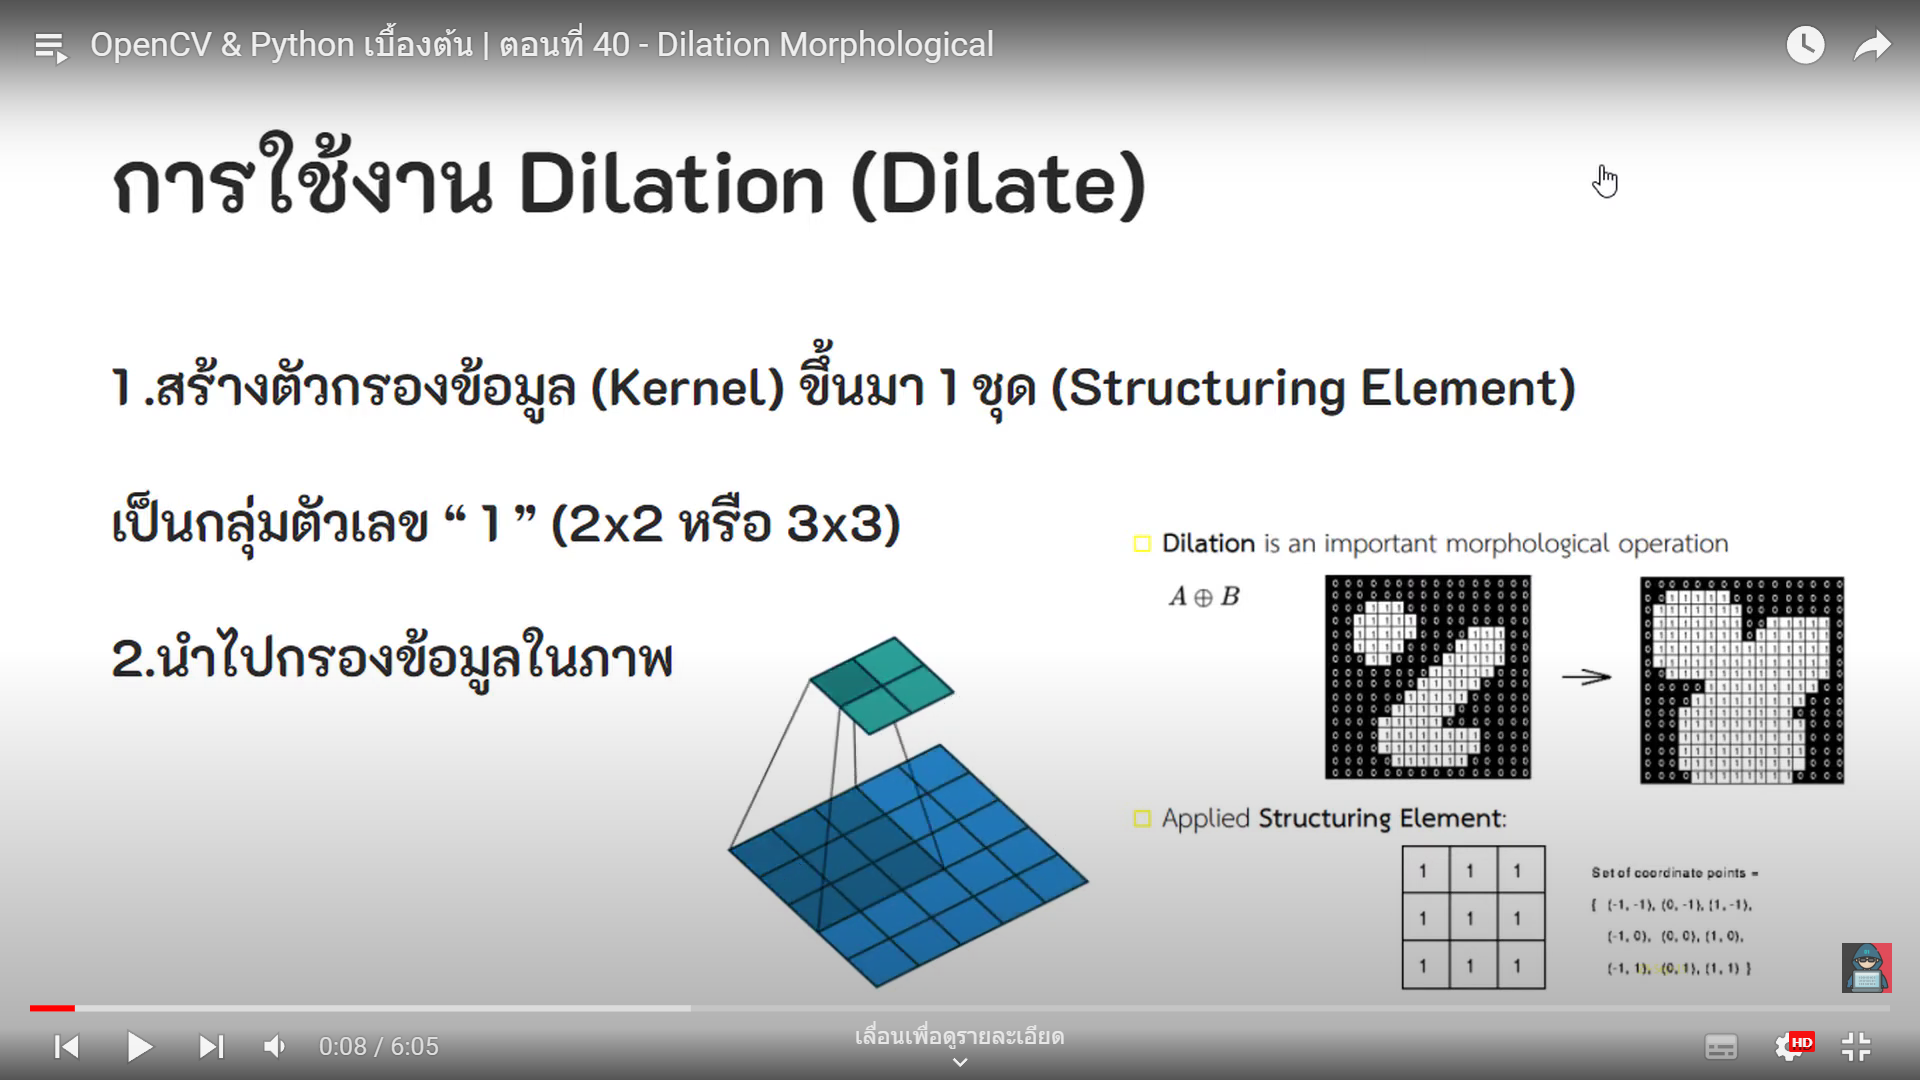 OpenCV & Python เบื้องต้น | ตอนที่ 40 - Dilation Morphological
การใช้งาน Dilation (Dilate)
1.สร้างตัวกรองข้อมูล (Kernel) ขึ้นมา 1 ชุด (Structuring Element)
เป็นกลุ่มตัวเลข “ 1 ” (2x2 หรือ 3x3)
2.นำไปกรองข้อมูลในภาพ
Dilation is an important morphological operation
A ⊕ B
Applied Structuring Element:
1 1 1
1 1 1
1 1 1
Set of coordinate points =
{ (-1, -1), (0, -1), (1, -1),
(-1, 0), (0, 0), (1, 0),
(-1, 1), (0, 1), (1, 1) }
0:08 / 6:05
เลื่อนเพื่อดูรายละเอียด
HD